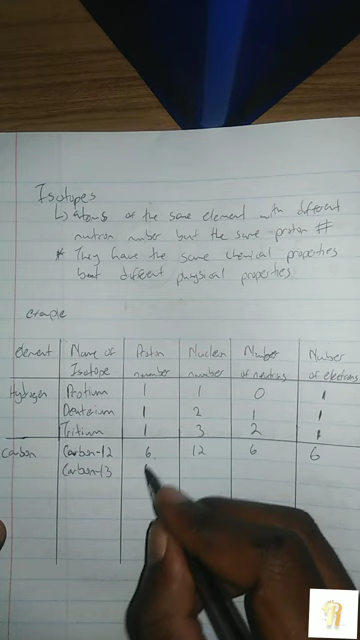 Isotopes
↳ atoms of the same element with different
nutron number but the same proton #
* They have the same chemical properties
but different physical properties
exaple
element Name of Isotope Proton number Nucleon number Number of neutrons Number of electrons
Hydrogen Protium 1 1 0 1
Deuterium 1 2 1 1
Tritium 1 3 2 1
Carbon Carbon-12 6 12 6 6
Carbon-13